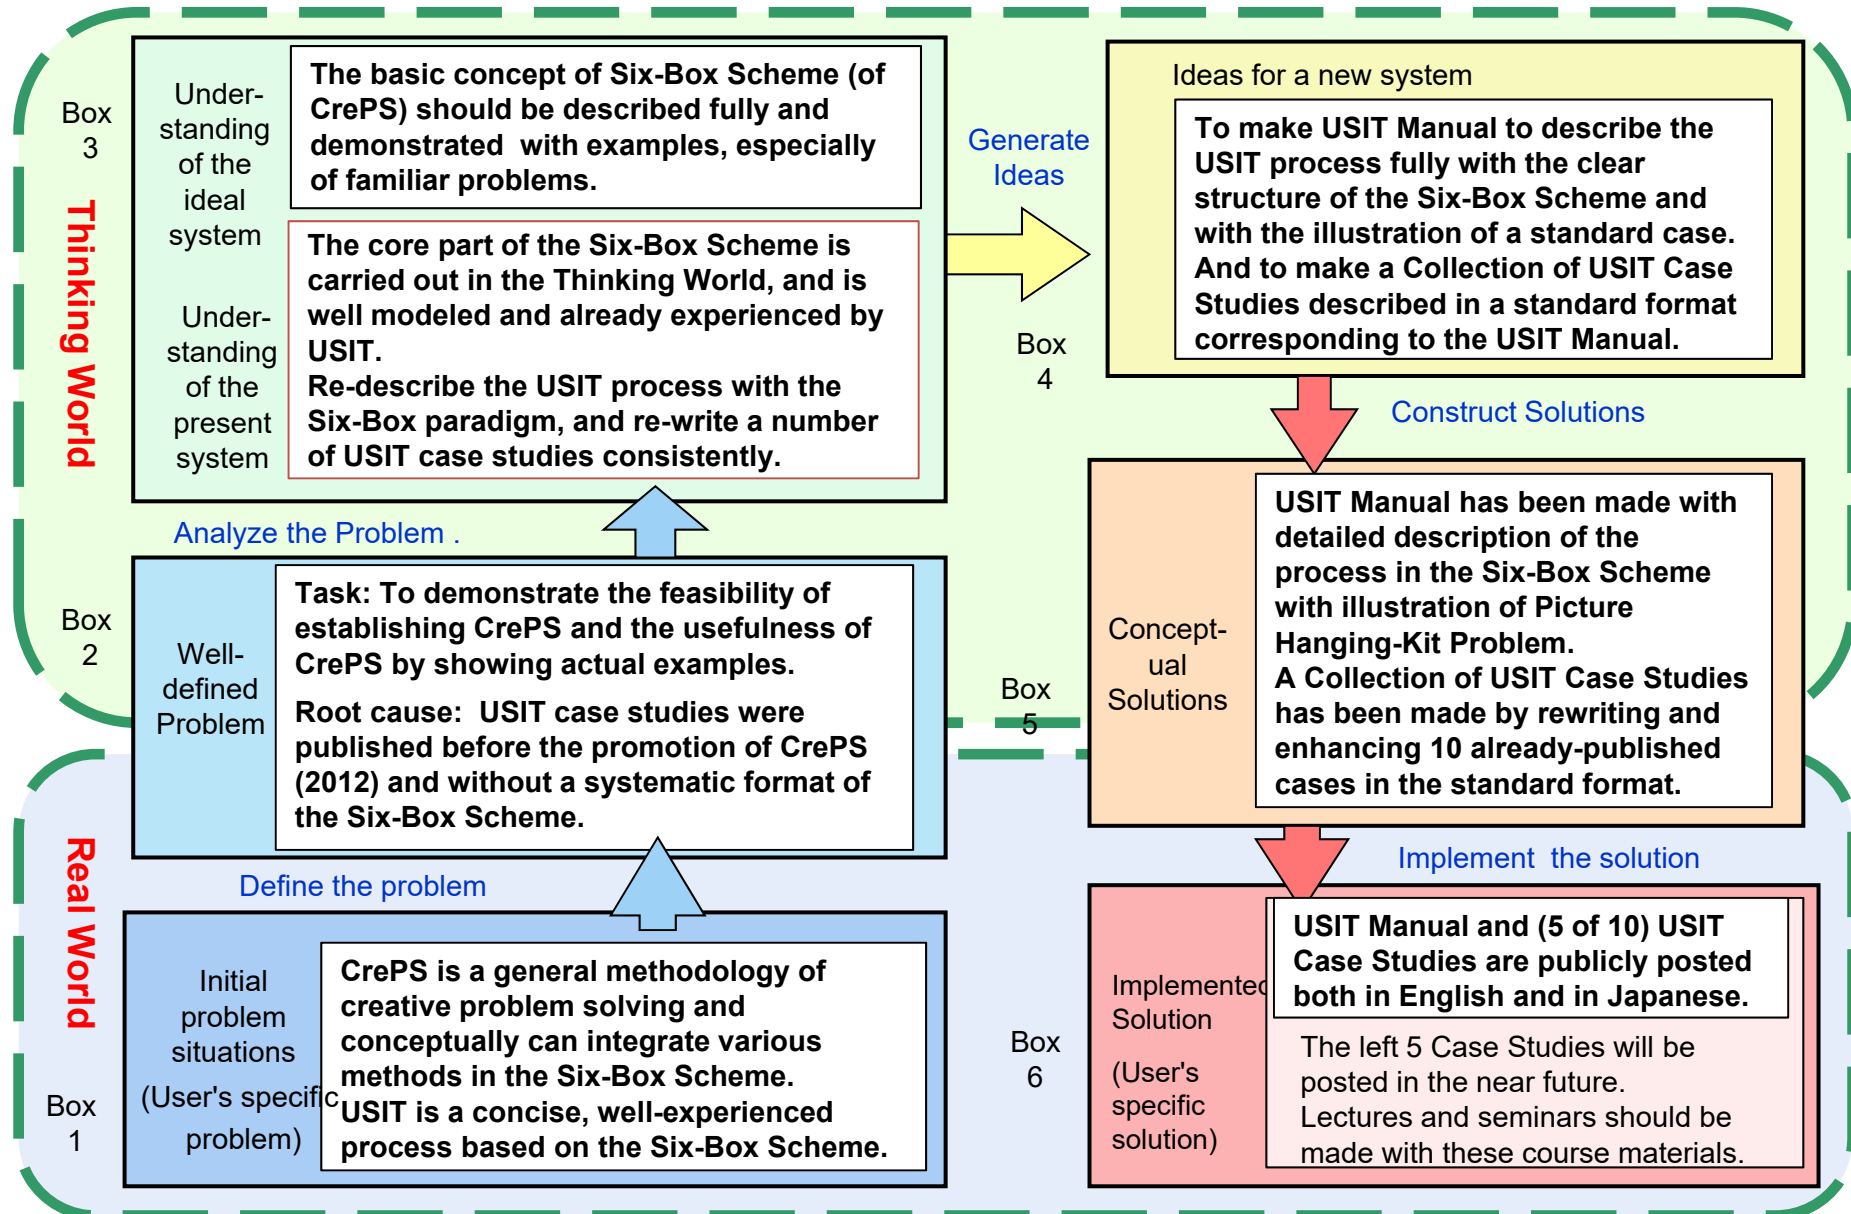 Box
3
Under-
standing
of the
ideal
system
The basic concept of Six-Box Scheme (of
CrePS) should be described fully and
demonstrated  with examples, especially
of familiar problems.
Under-
standing
of the
present
system
The core part of the Six-Box Scheme is
carried out in the Thinking World, and is
well modeled and already experienced by
USIT.
Re-describe the USIT process with the
Six-Box paradigm, and re-write a number
of USIT case studies consistently.
Thinking World
Generate
Ideas
Box
4
Ideas for a new system
To make USIT Manual to describe the
USIT process fully with the clear
structure of the Six-Box Scheme and
with the illustration of a standard case.
And to make a Collection of USIT Case
Studies described in a standard format
corresponding to the USIT Manual.
Construct Solutions
Analyze the Problem .
Box
2
Well-
defined
Problem
Task: To demonstrate the feasibility of
establishing CrePS and the usefulness of
CrePS by showing actual examples.
Root cause:  USIT case studies were
published before the promotion of CrePS
(2012) and without a systematic format of
the Six-Box Scheme.
Box
5
Concept-
ual
Solutions
USIT Manual has been made with
detailed description of the
process in the Six-Box Scheme
with illustration of Picture
Hanging-Kit Problem.
A Collection of USIT Case Studies
has been made by rewriting and
enhancing 10 already-published
cases in the standard format.
Real World
Define the problem
Implement  the solution
Box
1
Initial
problem
situations
(User's specific
problem)
CrePS is a general methodology of
creative problem solving and
conceptually can integrate various
methods in the Six-Box Scheme.
USIT is a concise, well-experienced
process based on the Six-Box Scheme.
Box
6
Implemented
Solution
(User's
specific
solution)
USIT Manual and (5 of 10) USIT
Case Studies are publicly posted
both in English and in Japanese.
The left 5 Case Studies will be
posted in the near future.
Lectures and seminars should be
made with these course materials.